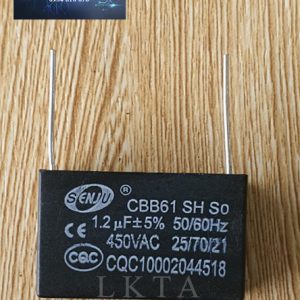 SENJU ® CBB61 SH So
1.2 µF±5% 50/60Hz
CE 450VAC 25/70/21
CQC CQC10002044518
LKTA